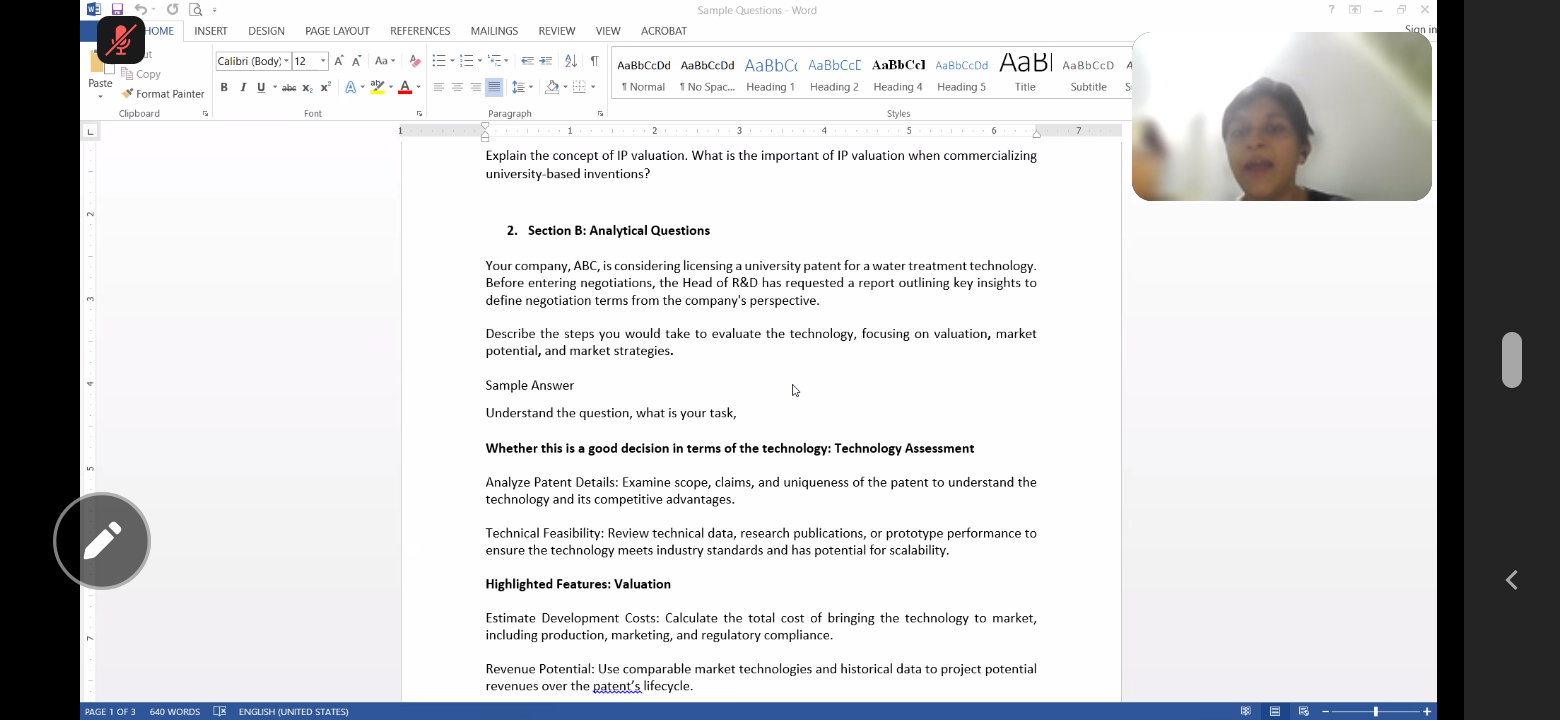 Sample Questions - Word
Sign in
HOME INSERT DESIGN PAGE LAYOUT REFERENCES MAILINGS REVIEW VIEW ACROBAT
Paste
Copy
Format Painter
Calibri (Body) 12
AaBbCcDd AaBbCcDd AaBbCc AaBbCcD AaBbCcI AaBbCcDd AaBl AaBbCcDd
¶ Normal ¶ No Spac... Heading 1 Heading 2 Heading 4 Heading 5 Title Subtitle
Clipboard Font Paragraph Styles
1 1 2 3 4 5 6 7
Explain the concept of IP valuation. What is the important of IP valuation when commercializing
university-based inventions?
2. Section B: Analytical Questions
Your company, ABC, is considering licensing a university patent for a water treatment technology.
Before entering negotiations, the Head of R&D has requested a report outlining key insights to
define negotiation terms from the company's perspective.
Describe the steps you would take to evaluate the technology, focusing on valuation, market
potential, and market strategies.
Sample Answer
Understand the question, what is your task,
Whether this is a good decision in terms of the technology: Technology Assessment
Analyze Patent Details: Examine scope, claims, and uniqueness of the patent to understand the
technology and its competitive advantages.
Technical Feasibility: Review technical data, research publications, or prototype performance to
ensure the technology meets industry standards and has potential for scalability.
Highlighted Features: Valuation
Estimate Development Costs: Calculate the total cost of bringing the technology to market,
including production, marketing, and regulatory compliance.
Revenue Potential: Use comparable market technologies and historical data to project potential
revenues over the patent's lifecycle.
PAGE 1 OF 3 640 WORDS ENGLISH (UNITED STATES)